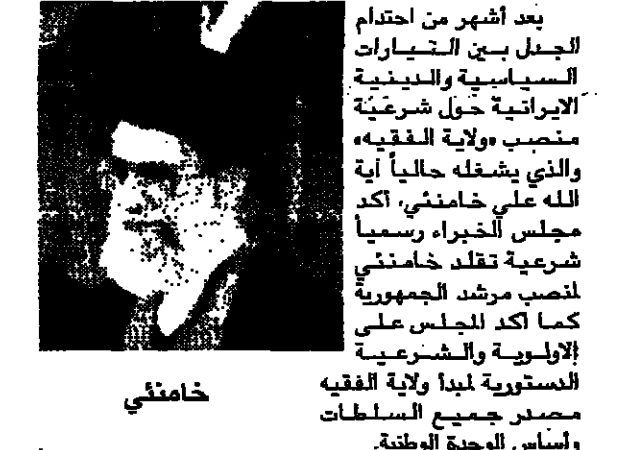 بعد أشهر من احتدام
الجدل بين التيارات
السياسية والدينية
الايرانية حول شرعية
منصب «ولاية الفقيه»
والذي يشغله حالياً آية
الله علي خامنئي، أكد
مجلس الخبراء رسمياً
شرعية تقلد خامنئي
لمنصب مرشد الجمهورية
كما اكد المجلس على
الاولوية والشرعية
الدستورية لمبدأ ولاية الفقيه
مصدر جميع السلطات
وأساس الوحدة الوطنية.
خامنئي